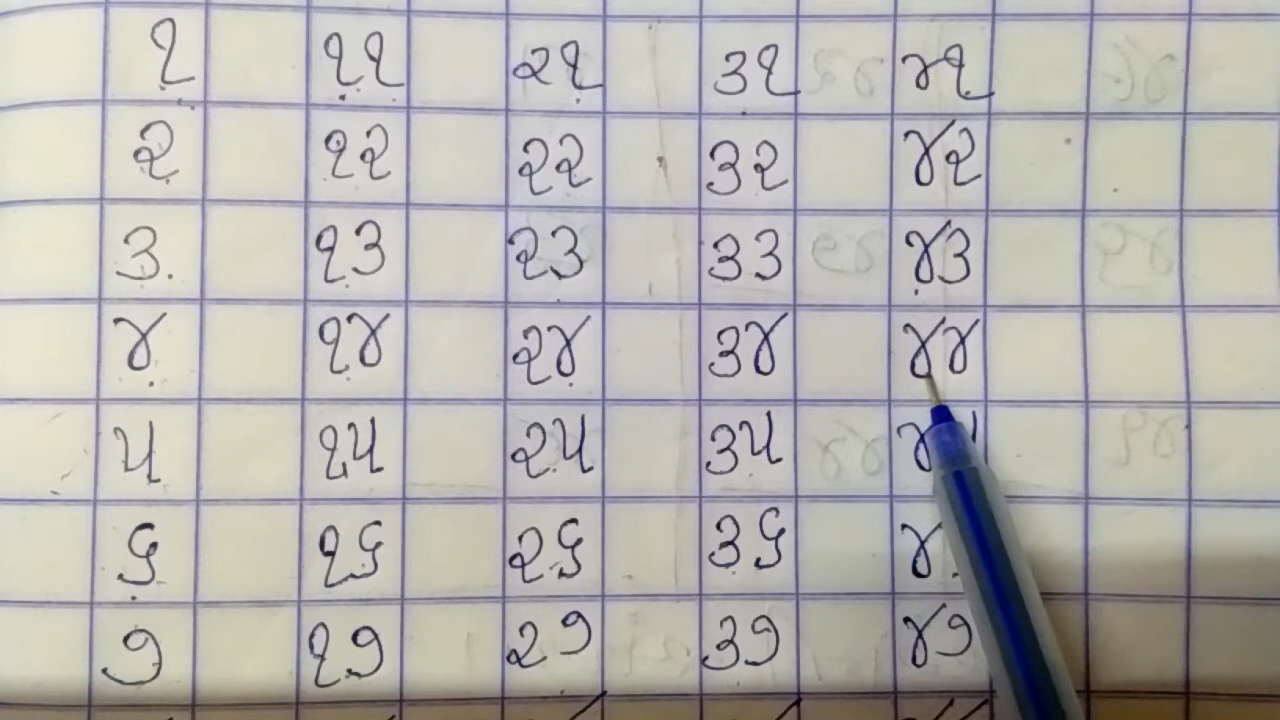 ૧ ૧૧ ૨૧ ૩૧ ૪૧
૨ ૧૨ ૨૨ ૩૨ ૪૨
૩ ૧૩ ૨૩ ૩૩ ૪૩
૪ ૧૪ ૨૪ ૩૪ ૪૪
૫ ૧૫ ૨૫ ૩૫
૬ ૧૬ ૨૬ ૩૬
૭ ૧૭ ૨૭ ૩૭ ૪૭